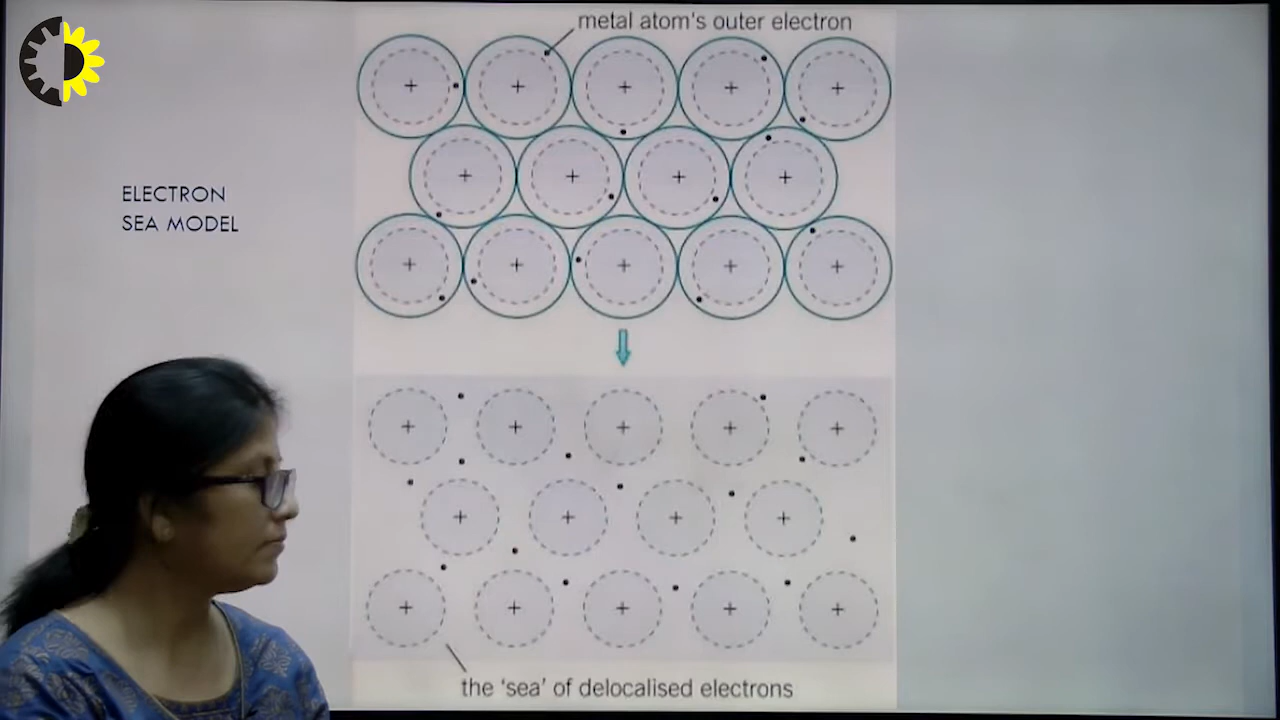 metal atom's outer electron
+ + + + +
+ + + +
ELECTRON
SEA MODEL
+ + + + +
+ + + + +
+ + + +
+ + + + +
the 'sea' of delocalised electrons